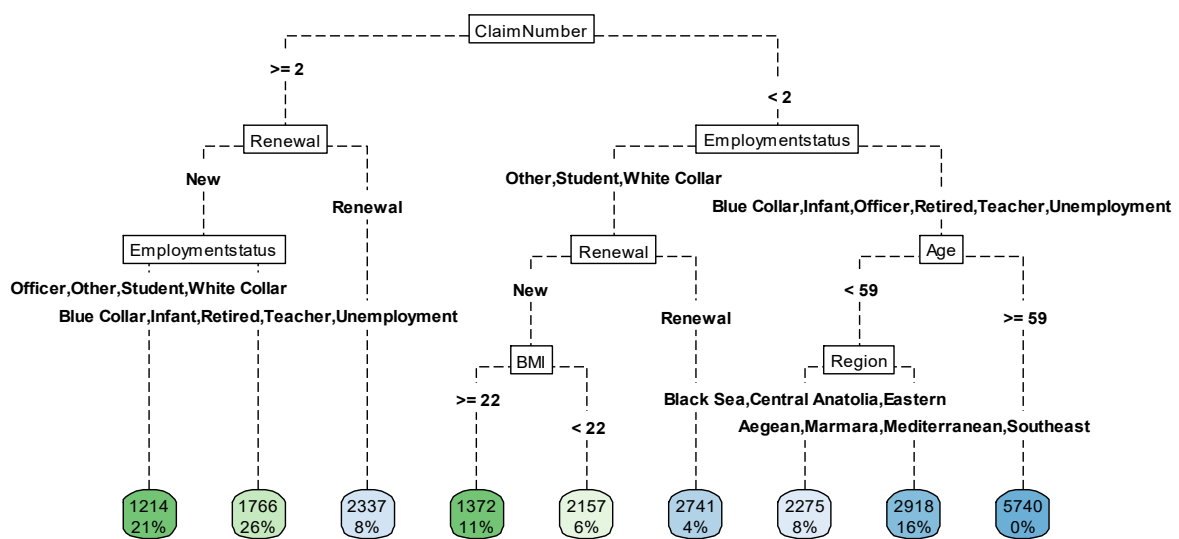 ClaimNumber
>= 2
< 2
Renewal
Employmentstatus
New
Other,Student,White Collar
Renewal
Blue Collar,Infant,Officer,Retired,Teacher,Unemployment
Employmentstatus
Renewal
Age
Officer,Other,Student,White Collar
New
< 59
Blue Collar,Infant,Retired,Teacher,Unemployment
Renewal
>= 59
BMI
Region
>= 22
Black Sea,Central Anatolia,Eastern
< 22
Aegean,Marmara,Mediterranean,Southeast
1214
21%
1766
26%
2337
8%
1372
11%
2157
6%
2741
4%
2275
8%
2918
16%
5740
0%